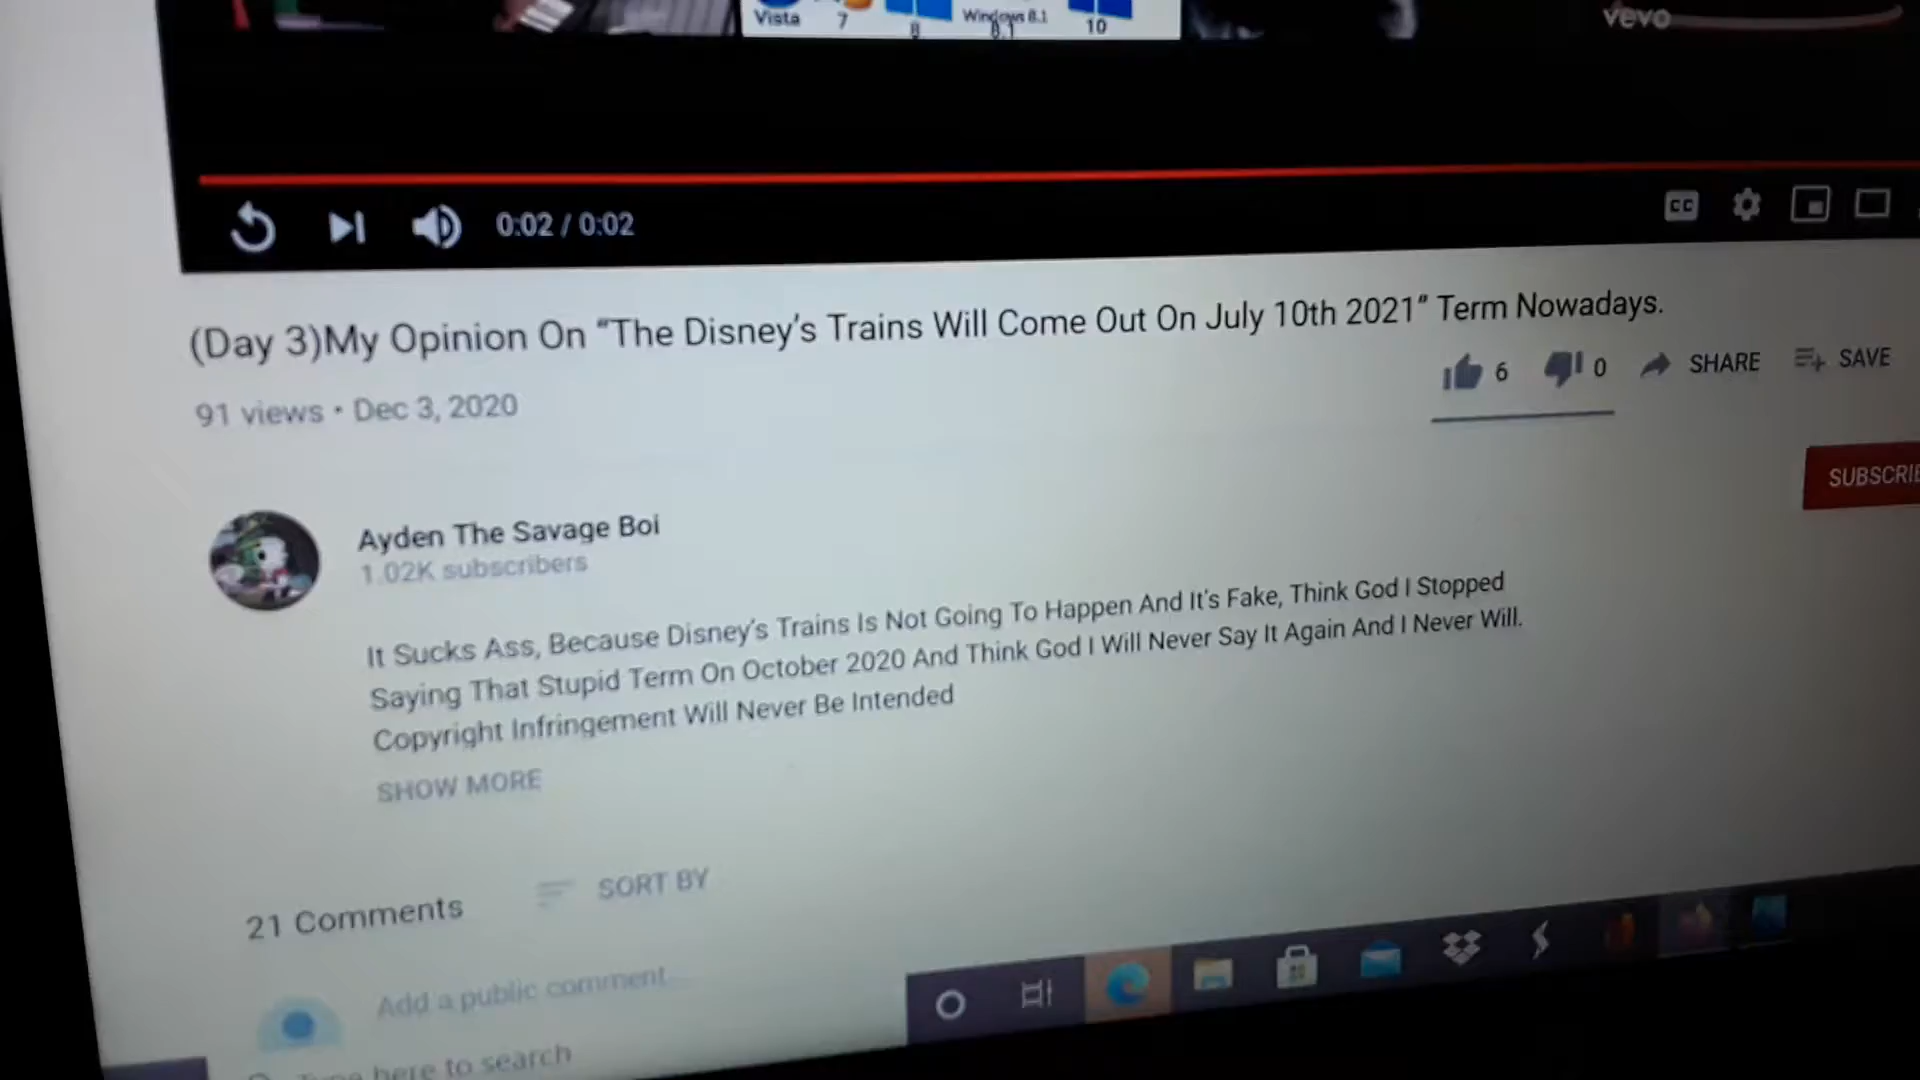 Vista 7 8 Windows 8.1 8.1 10
vevo
0:02 / 0:02
CC
(Day 3)My Opinion On “The Disney’s Trains Will Come Out On July 10th 2021” Term Nowadays.
91 views • Dec 3, 2020
6 0 SHARE SAVE
Ayden The Savage Boi
1.02K subscribers
SUBSCRIB
It Sucks Ass, Because Disney’s Trains Is Not Going To Happen And It’s Fake, Think God I Stopped
Saying That Stupid Term On October 2020 And Think God I Will Never Say It Again And I Never Will.
Copyright Infringement Will Never Be Intended
SHOW MORE
21 Comments SORT BY
Add a public comment...
Type here to search